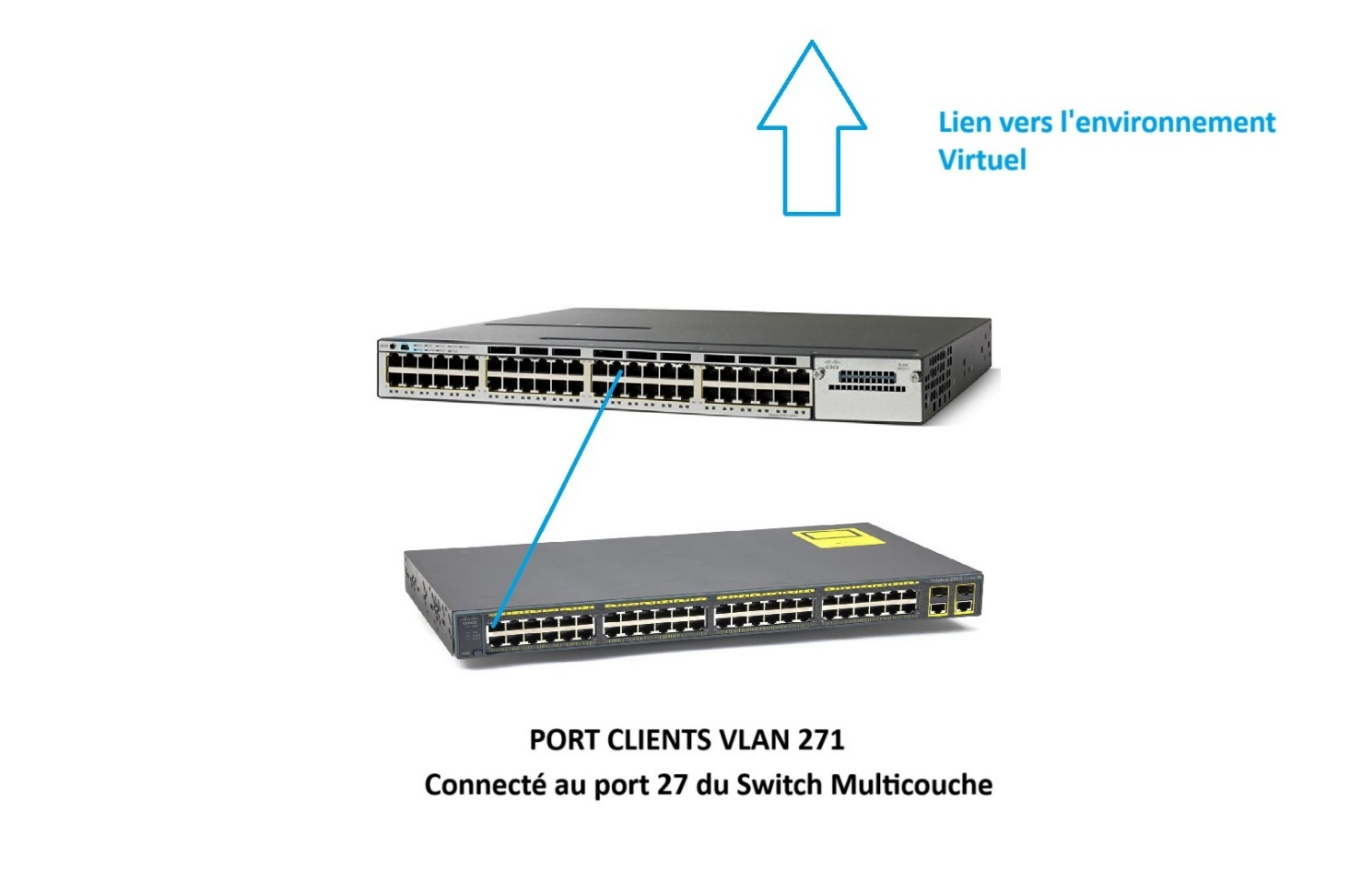 Lien vers l'environnement
Virtuel
PORT CLIENTS VLAN 271
Connecté au port 27 du Switch Multicouche